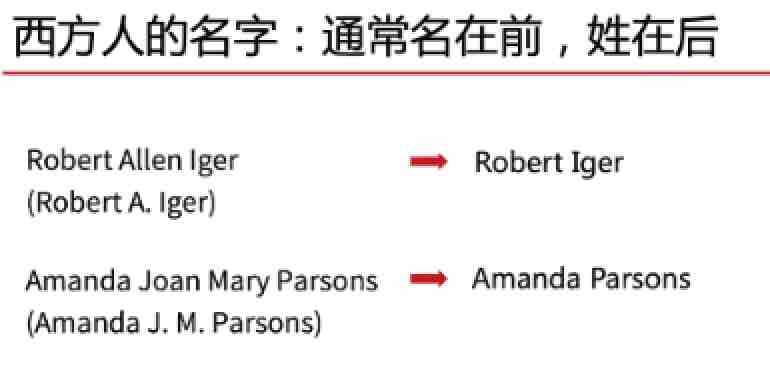 西方人的名字：通常名在前，姓在后
Robert Allen Iger → Robert Iger
(Robert A. Iger)
Amanda Joan Mary Parsons → Amanda Parsons
(Amanda J. M. Parsons)